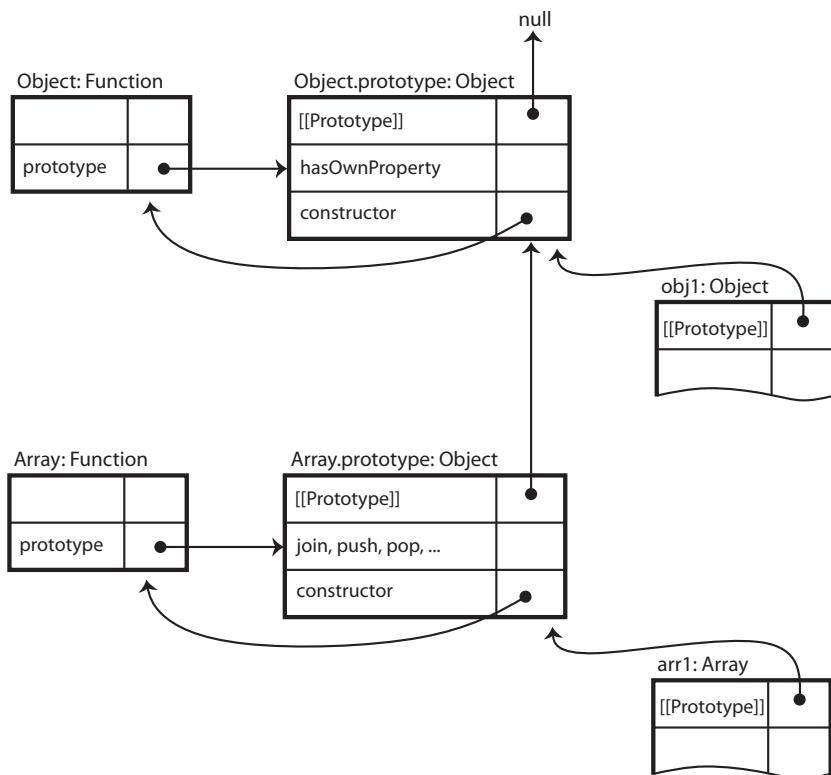 null
Object: Function
Object.prototype: Object
[[Prototype]]
prototype
hasOwnProperty
constructor
obj1: Object
[[Prototype]]
Array: Function
Array.prototype: Object
[[Prototype]]
prototype
join, push, pop, ...
constructor
arr1: Array
[[Prototype]]